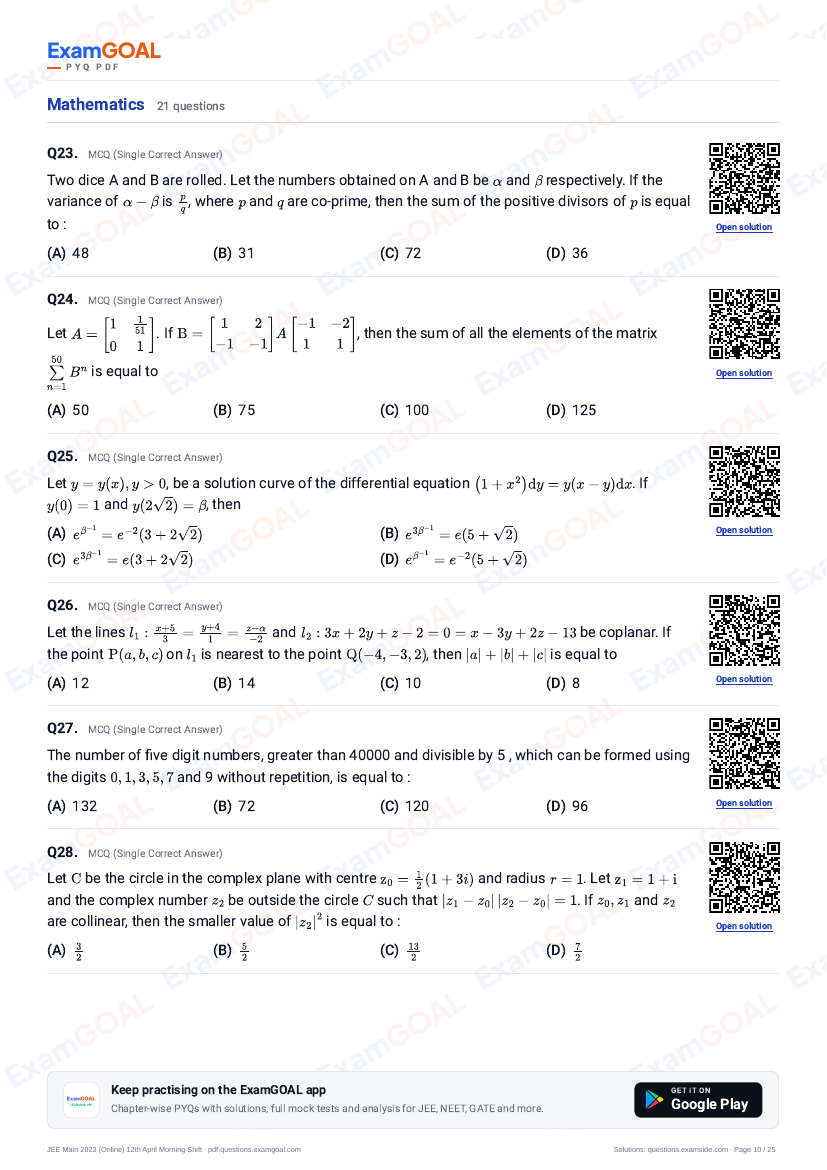 ExamGOAL
PYQ PDF
Mathematics 21 questions
Q23. MCQ (Single Correct Answer)
Two dice A and B are rolled. Let the numbers obtained on A and B be α and β respectively. If the
variance of α − β is p/q, where p and q are co-prime, then the sum of the positive divisors of p is equal
to :
(A) 48 (B) 31 (C) 72 (D) 36
Open solution
Q24. MCQ (Single Correct Answer)
Let A = [1 1/51; 0 1]. If B = [1 2; −1 −1] A [−1 −2; 1 1], then the sum of all the elements of the matrix
∑_{n=1}^{50} Bⁿ is equal to
(A) 50 (B) 75 (C) 100 (D) 125
Open solution
Q25. MCQ (Single Correct Answer)
Let y = y(x), y > 0, be a solution curve of the differential equation (1 + x²)dy = y(x − y)dx. If
y(0) = 1 and y(2√2) = β, then
(A) e^{β^{−1}} = e^{−2}(3 + 2√2) (B) e^{3β^{−1}} = e(5 + √2)
(C) e^{3β^{−1}} = e(3 + 2√2) (D) e^{β^{−1}} = e^{−2}(5 + √2)
Open solution
Q26. MCQ (Single Correct Answer)
Let the lines l₁ : (x+5)/3 = (y+4)/1 = (z−α)/−2 and l₂ : 3x + 2y + z − 2 = 0 = x − 3y + 2z − 13 be coplanar. If
the point P(a, b, c) on l₁ is nearest to the point Q(−4, −3, 2), then |a| + |b| + |c| is equal to
(A) 12 (B) 14 (C) 10 (D) 8
Open solution
Q27. MCQ (Single Correct Answer)
The number of five digit numbers, greater than 40000 and divisible by 5 , which can be formed using
the digits 0, 1, 3, 5, 7 and 9 without repetition, is equal to :
(A) 132 (B) 72 (C) 120 (D) 96
Open solution
Q28. MCQ (Single Correct Answer)
Let C be the circle in the complex plane with centre z₀ = 1/2(1 + 3i) and radius r = 1. Let z₁ = 1 + i
and the complex number z₂ be outside the circle C such that |z₁ − z₀| |z₂ − z₀| = 1. If z₀, z₁ and z₂
are collinear, then the smaller value of |z₂|² is equal to :
(A) 3/2 (B) 5/2 (C) 13/2 (D) 7/2
Open solution
Keep practising on the ExamGOAL app
Chapter-wise PYQs with solutions, full mock tests and analysis for JEE, NEET, GATE and more.
GET IT ON
Google Play
JEE Main 2023 (Online) 12th April Morning Shift · pdf.questions.examgoal.com
Solutions: questions.examside.com · Page 10 / 25